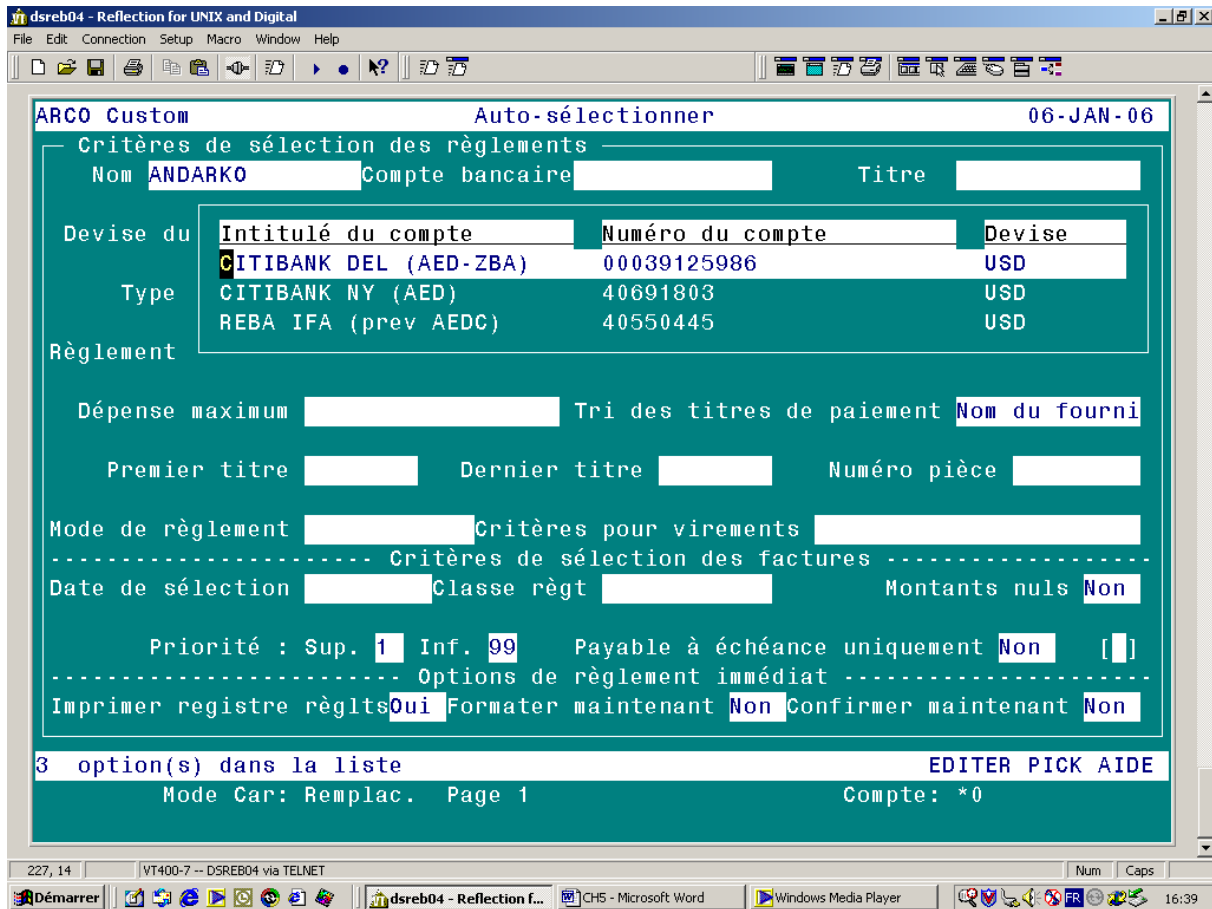 dsreb04 - Reflection for UNIX and Digital
File Edit Connection Setup Macro Window Help
ARCO Custom Auto-sélectionner 06-JAN-06
Critères de sélection des règlements
Nom ANDARKO Compte bancaire Titre
Devise du Intitulé du compte Numéro du compte Devise
CITIBANK DEL (AED-ZBA) 00039125986 USD
Type CITIBANK NY (AED) 40691803 USD
REBA IFA (prev AEDC) 40550445 USD
Règlement
Dépense maximum Tri des titres de paiement Nom du fourni
Premier titre Dernier titre Numéro pièce
Mode de règlement Critères pour virements
----------------------- Critères de sélection des factures -------------------
Date de sélection Classe règt Montants nuls Non
Priorité : Sup. 1 Inf. 99 Payable à échéance uniquement Non [ ]
------------------------- Options de règlement immédiat ----------------------
Imprimer registre règlts Oui Formater maintenant Non Confirmer maintenant Non
3 option(s) dans la liste EDITER PICK AIDE
Mode Car: Remplac. Page 1 Compte: *0
227, 14 VT400-7 -- DSREB04 via TELNET Num Caps
Démarrer dsreb04 - Reflection f... CH5 - Microsoft Word Windows Media Player FR 16:39